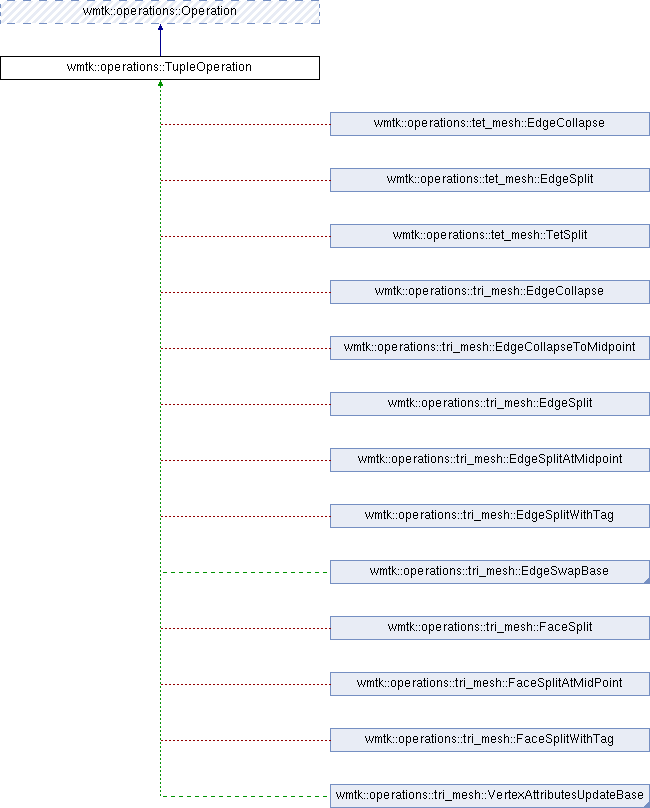 wmtk::operations::Operation
wmtk::operations::TupleOperation
wmtk::operations::tet_mesh::EdgeCollapse
wmtk::operations::tet_mesh::EdgeSplit
wmtk::operations::tet_mesh::TetSplit
wmtk::operations::tri_mesh::EdgeCollapse
wmtk::operations::tri_mesh::EdgeCollapseToMidpoint
wmtk::operations::tri_mesh::EdgeSplit
wmtk::operations::tri_mesh::EdgeSplitAtMidpoint
wmtk::operations::tri_mesh::EdgeSplitWithTag
wmtk::operations::tri_mesh::EdgeSwapBase
wmtk::operations::tri_mesh::FaceSplit
wmtk::operations::tri_mesh::FaceSplitAtMidPoint
wmtk::operations::tri_mesh::FaceSplitWithTag
wmtk::operations::tri_mesh::VertexAttributesUpdateBase